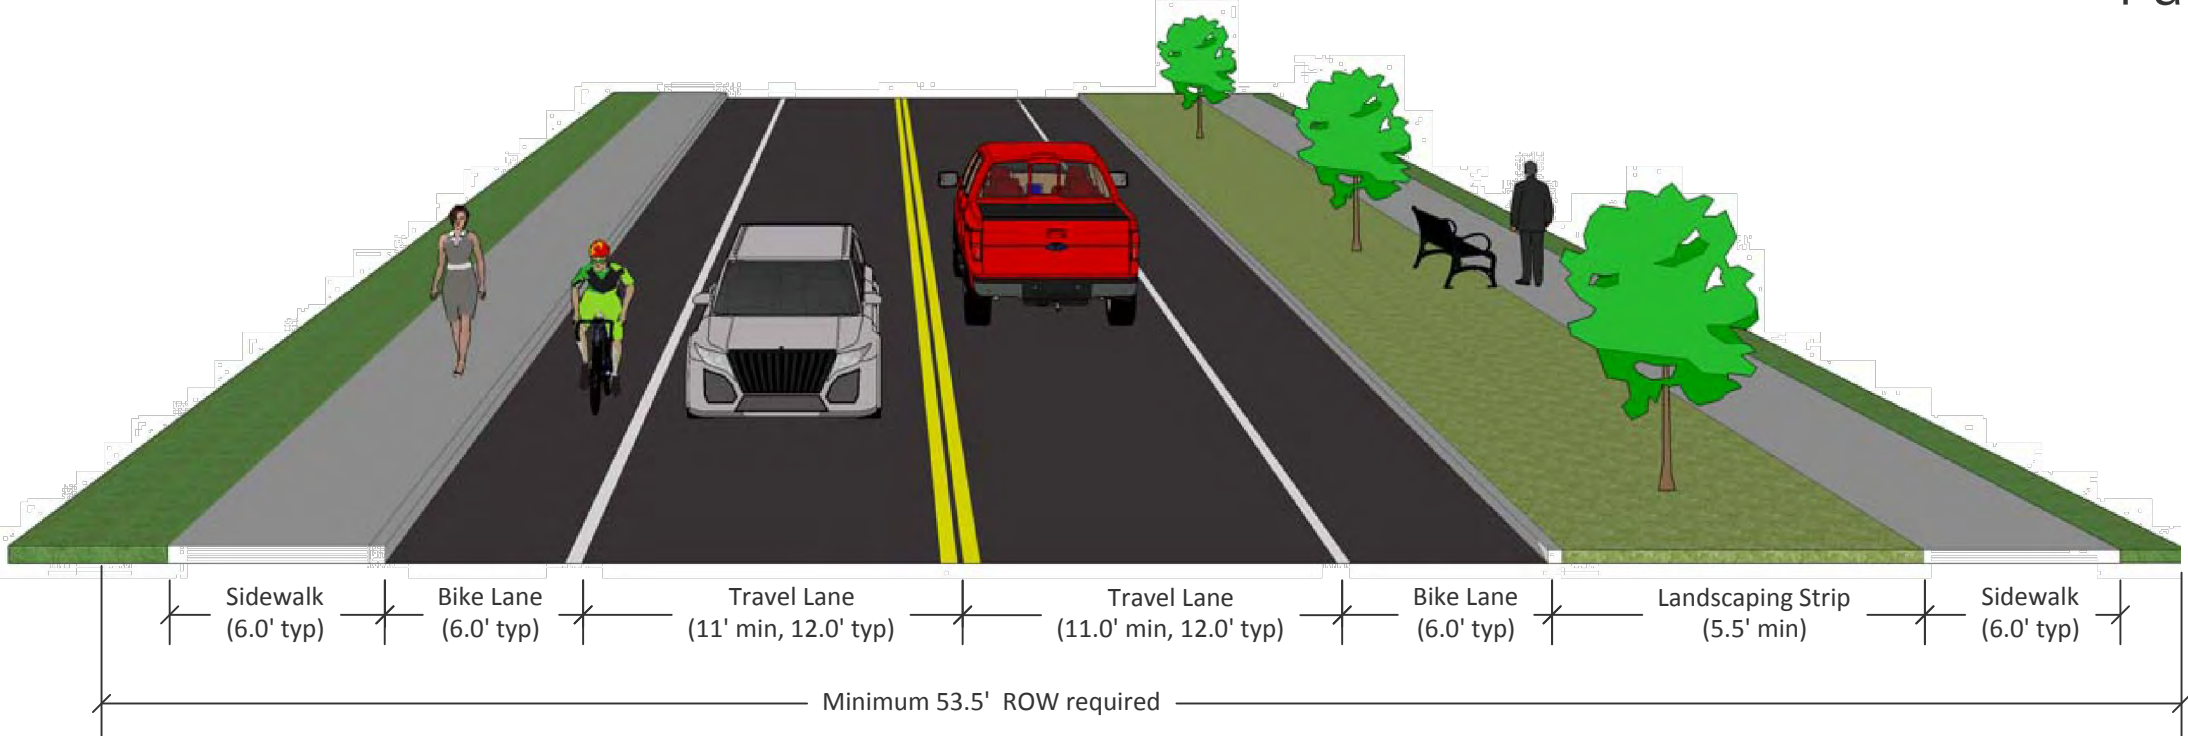 Sidewalk
(6.0' typ)
Bike Lane
(6.0' typ)
Travel Lane
(11' min, 12.0' typ)
Travel Lane
(11.0' min, 12.0' typ)
Bike Lane
(6.0' typ)
Landscaping Strip
(5.5' min)
Sidewalk
(6.0' typ)
Minimum 53.5' ROW required